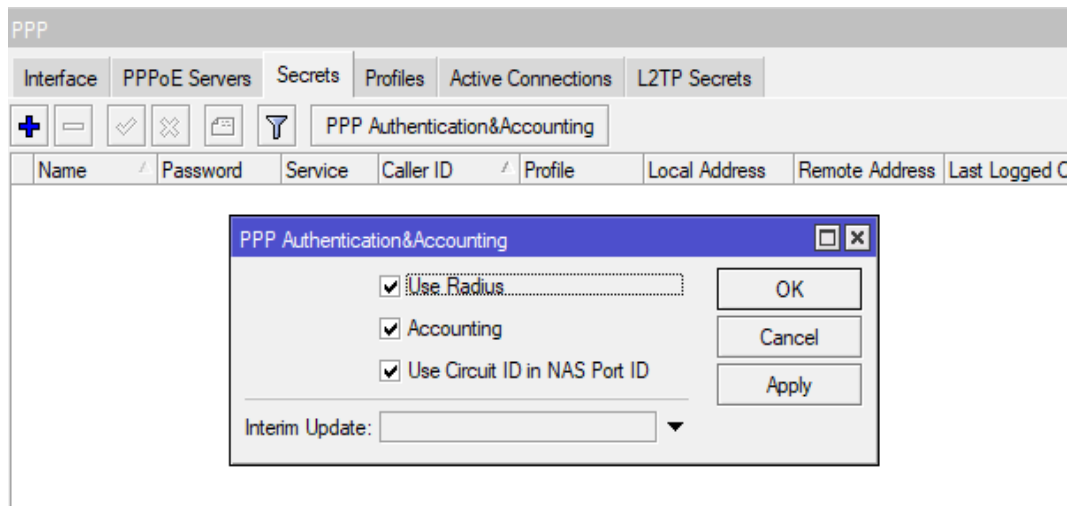 PPP
Interface PPPoE Servers Secrets Profiles Active Connections L2TP Secrets
PPP Authentication&Accounting
Name Password Service Caller ID Profile Local Address Remote Address Last Logged
PPP Authentication&Accounting
Use Radius
OK
Accounting
Cancel
Use Circuit ID in NAS Port ID
Apply
Interim Update: